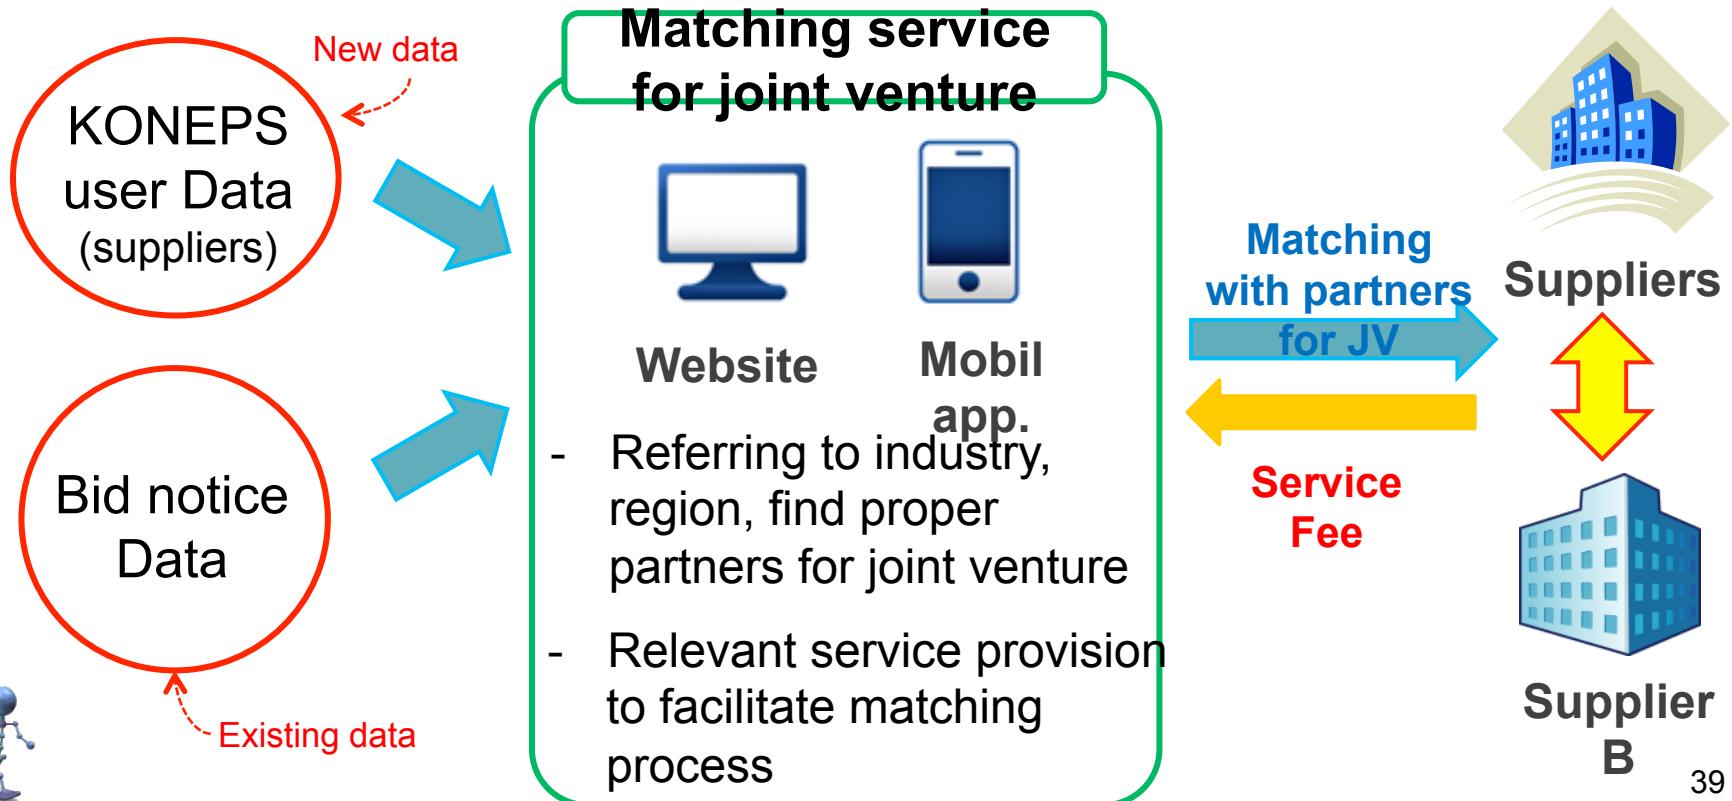 New data
KONEPS
user Data
(suppliers)
Bid notice
Data
Existing data
Matching service
for joint venture
Website
Mobil
app.
- Referring to industry,
region, find proper
partners for joint venture
- Relevant service provision
to facilitate matching
process
Matching
with partners
for JV
Service
Fee
Suppliers
Supplier
B
39